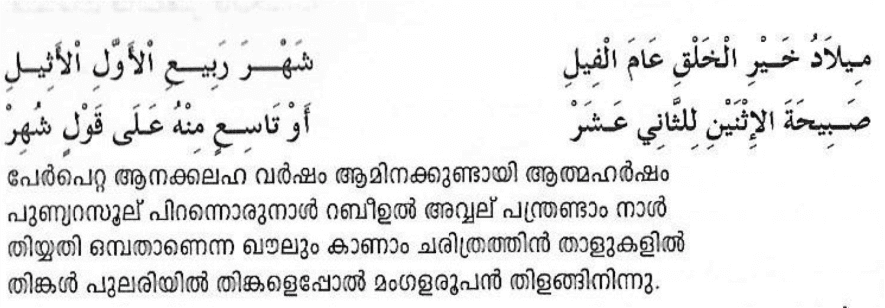 مِيلَادُ خَيْرِ الْخَلْقِ عَامَ الْفِيلِ شَهْرَ رَبِيعِ الْأَوَّلِ الْأَثِيلِ
صَبِيحَةَ الإِثْنَيْنِ لِلثَّانِي عَشَرْ أَوْ تَاسِعٍ مِنْهُ عَلَى قَوْلٍ شُهِرْ
പേർപെറ്റ ആനക്കലഹ വർഷം ആമിനക്കുണ്ടായി ആത്മഹർഷം
പുണ്യറസൂല് പിറന്നൊരുനാൾ റബീഉൽ അവ്വല് പന്ത്രണ്ടാം നാൾ
തിയ്യതി ഒമ്പതാണെന്ന ഖൗലും കാണാം ചരിത്രത്തിൻ താളുകളിൽ
തിങ്കൾ പുലരിയിൽ തിങ്കളെപ്പോൽ മംഗളരൂപൻ തിളങ്ങിനിന്നു.